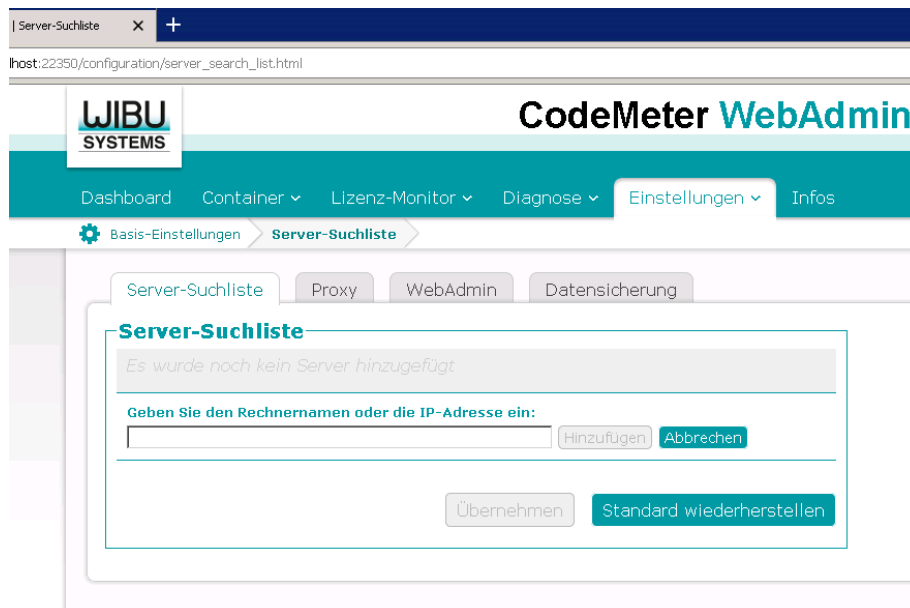 | Server-Suchliste X +
lhost:22350/configuration/server_search_list.html
WIBU
SYSTEMS
CodeMeter WebAdmin
Dashboard Container Lizenz-Monitor Diagnose Einstellungen Infos
Basis-Einstellungen Server-Suchliste
Server-Suchliste Proxy WebAdmin Datensicherung
Server-Suchliste
Es wurde noch kein Server hinzugefügt
Geben Sie den Rechnernamen oder die IP-Adresse ein:
Hinzufügen Abbrechen
Übernehmen Standard wiederherstellen